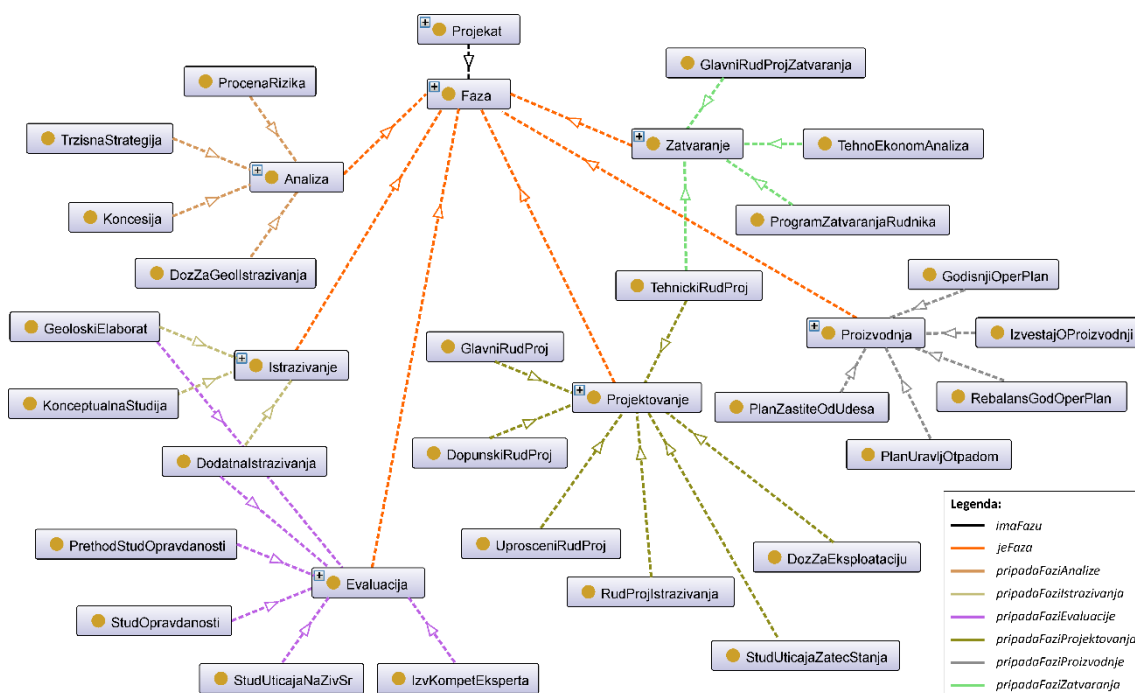 Projekat
GlavniRudProjZatvaranja
ProcenaRizika
Faza
TrzisnaStrategija
Zatvaranje
TehnoEkonomAnaliza
Analiza
Koncesija
ProgramZatvaranjaRudnika
DozZaGeolIstrazivanja
GodisnjiOperPlan
TehnickiRudProj
GeoloskiElaborat
Proizvodnja
IzvestajOProizvodnji
GlavniRudProj
Istrazivanje
RebalansGodOperPlan
KonceptualnaStudija
Projektovanje
PlanZastiteOdUdesa
DopunskiRudProj
PlanUravljOtpadom
DodatnaIstrazivanja
Legenda:
imaFazu
jeFaza
pripadaFaziAnalize
pripadaFaziIstrazivanja
pripadaFaziEvaluacije
pripadaFaziProjektovanja
pripadaFaziProizvodnje
pripadaFaziZatvaranja
PrethodStudOpravdanosti
UprosceniRudProj
DozZaEksploataciju
Evaluacija
RudProjIstrazivanja
StudOpravdanosti
StudUticajaZatecStanja
StudUticajaNaZivSr
IzvKompetEksperta